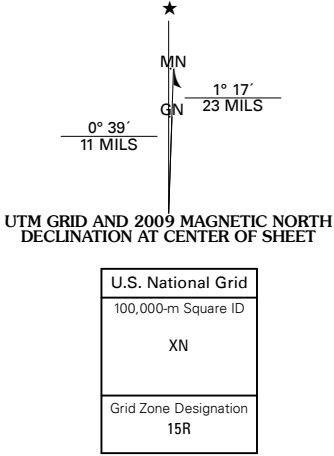 ★
MN
1° 17´
23 MILS
GN
0° 39´
11 MILS
UTM GRID AND 2009 MAGNETIC NORTH
DECLINATION AT CENTER OF SHEET
U.S. National Grid
100,000-m Square ID
XN
Grid Zone Designation
15R